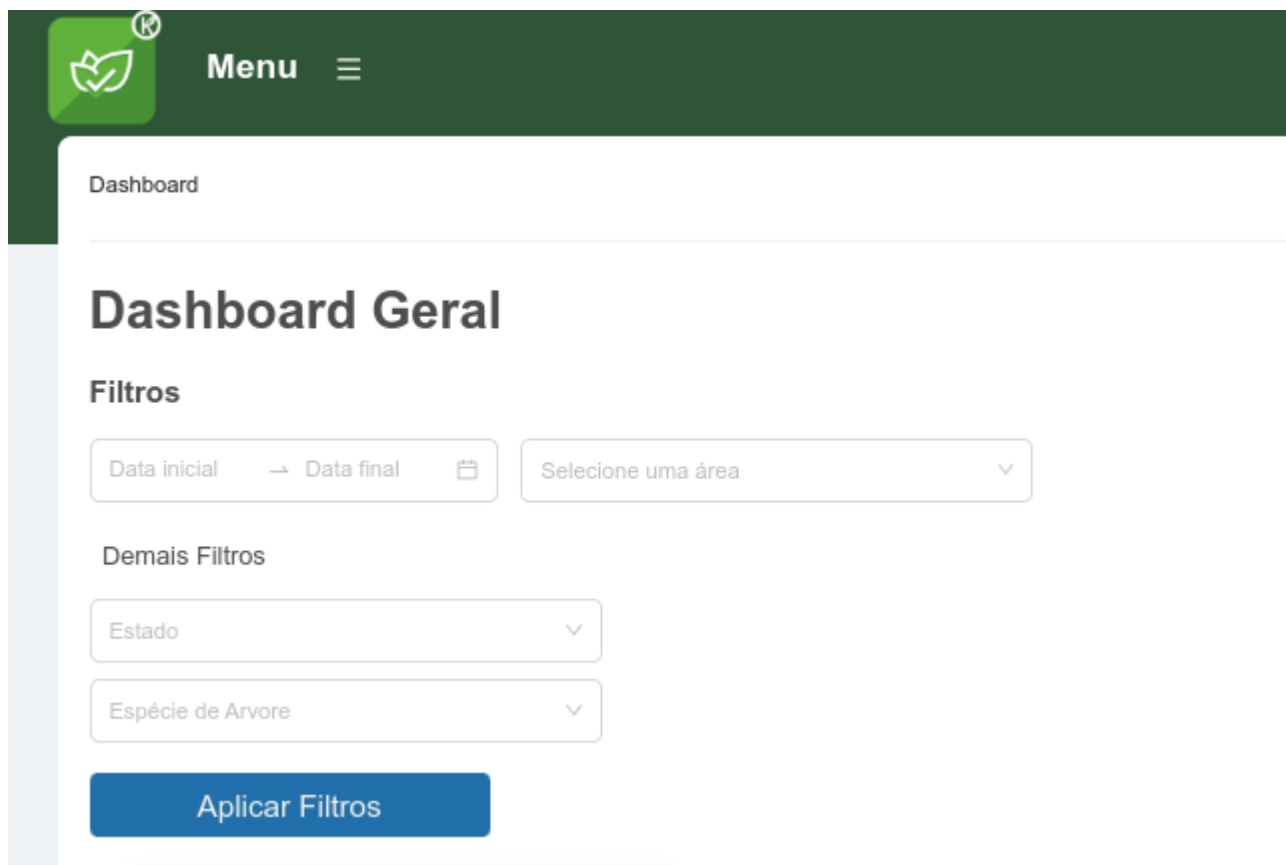 K
Menu
Dashboard
Dashboard Geral
Filtros
Data inicial → Data final
Selecione uma área
Demais Filtros
Estado
Espécie de Arvore
Aplicar Filtros